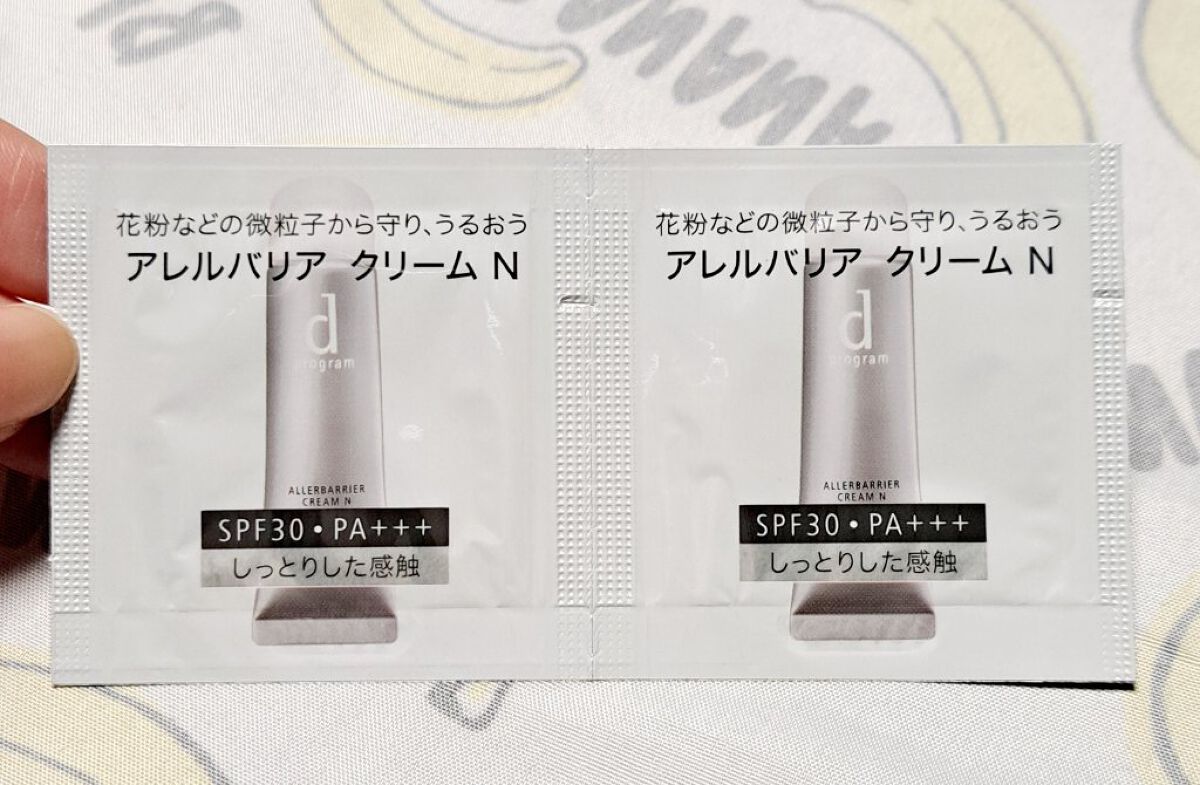 花粉などの微粒子から守り、うるおう
アレルバリア クリーム N
d
program
ALLERBARRIER
CREAM N
SPF30・PA+++
しっとりした感触
花粉などの微粒子から守り、うるおう
アレルバリア クリーム N
d
program
ALLERBARRIER
CREAM N
SPF30・PA+++
しっとりした感触